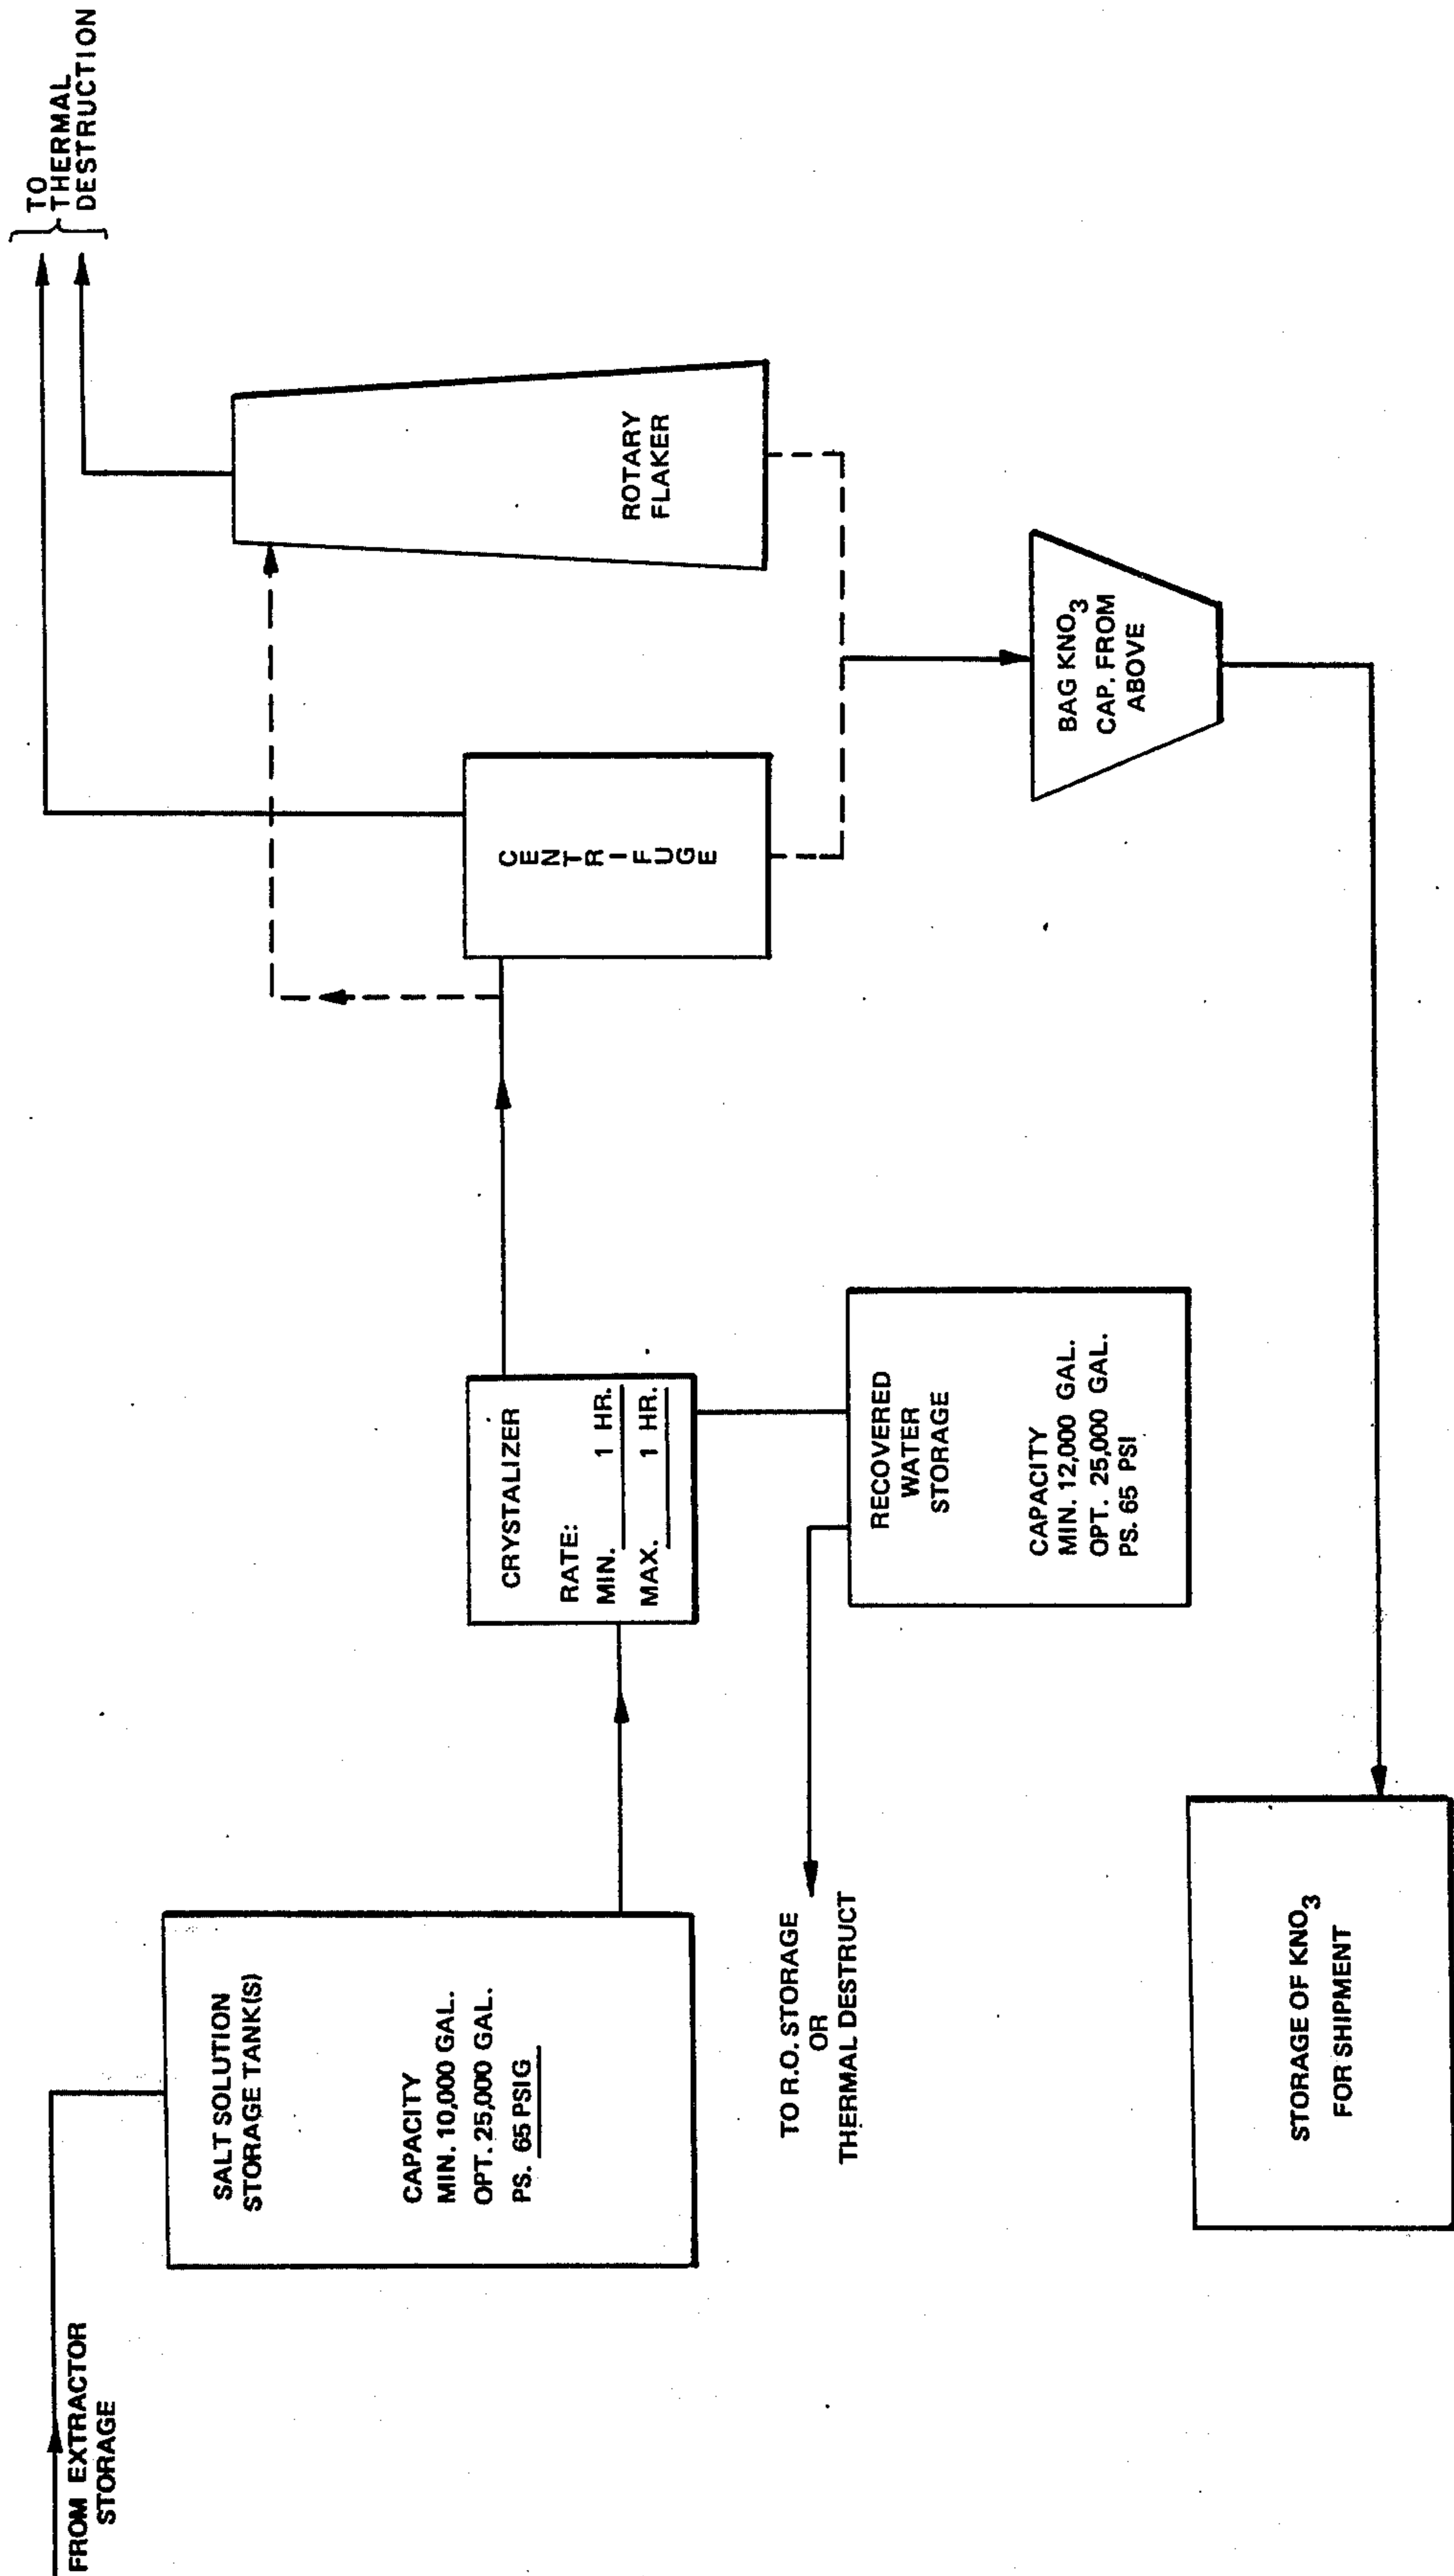 FROM EXTRACTOR
STORAGE
SALT SOLUTION
STORAGE TANK(S)
CAPACITY
MIN. 10,000 GAL.
OPT. 25,000 GAL.
PS. 65 PSIG
CRYSTALIZER
RATE:
MIN. 1 HR.
MAX. 1 HR.
CENTRIFUGE
ROTARY
FLAKER
TO
THERMAL
DESTRUCTION
TO R.O. STORAGE
OR
THERMAL DESTRUCT
RECOVERED
WATER
STORAGE
CAPACITY
MIN. 12,000 GAL.
OPT. 25,000 GAL.
PS. 65 PSI
BAG KNO3
CAP. FROM
ABOVE
STORAGE OF KNO3
FOR SHIPMENT